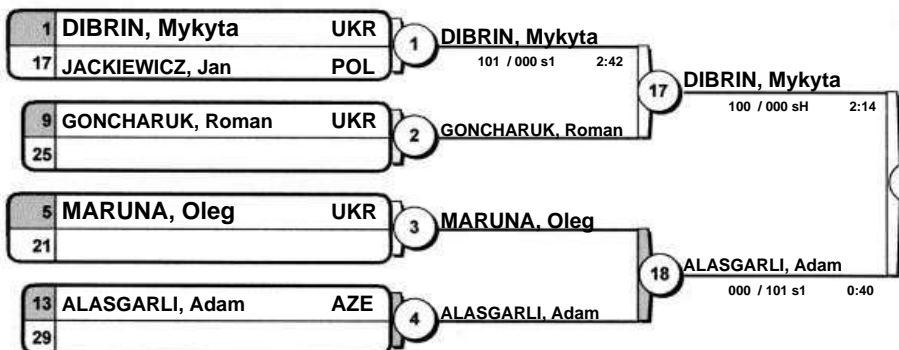 1 DIBRIN, Mykyta UKR
17 JACKIEWICZ, Jan POL
1
DIBRIN, Mykyta
101 / 000 s1 2:42
9 GONCHARUK, Roman UKR
25
2
GONCHARUK, Roman
17
DIBRIN, Mykyta
100 / 000 sH 2:14
5 MARUNA, Oleg UKR
21
3
MARUNA, Oleg
13 ALASGARLI, Adam AZE
29
4
ALASGARLI, Adam
18
ALASGARLI, Adam
000 / 101 s1 0:40